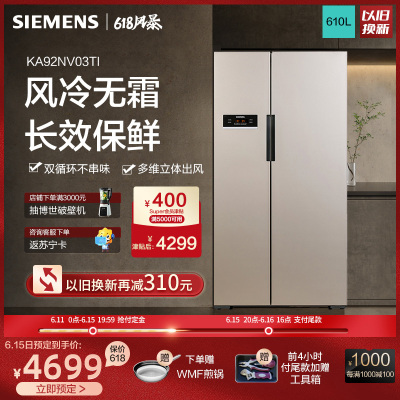 SIEMENS 618风暴
610L
以旧换新
KA92NV03TI
风冷无霜
长效保鲜
双循环不串味 多维立体出风
店铺下单满3000元
抽博世破壁机
咨询客服下单
返苏宁卡
￥400
Super会员津贴
满5000可用
津贴后 ￥4299
以旧换新再减310元
6.11 0点-6.15 19:59 抢付定金
6.15 20点-6.16 16点 支付尾款
6.15日预定到手价:
￥4699
保价618
立即预定
赠
下单赠
WMF煎锅
赠
前4小时
付尾款加赠
工具箱
￥1000
每满1000减100